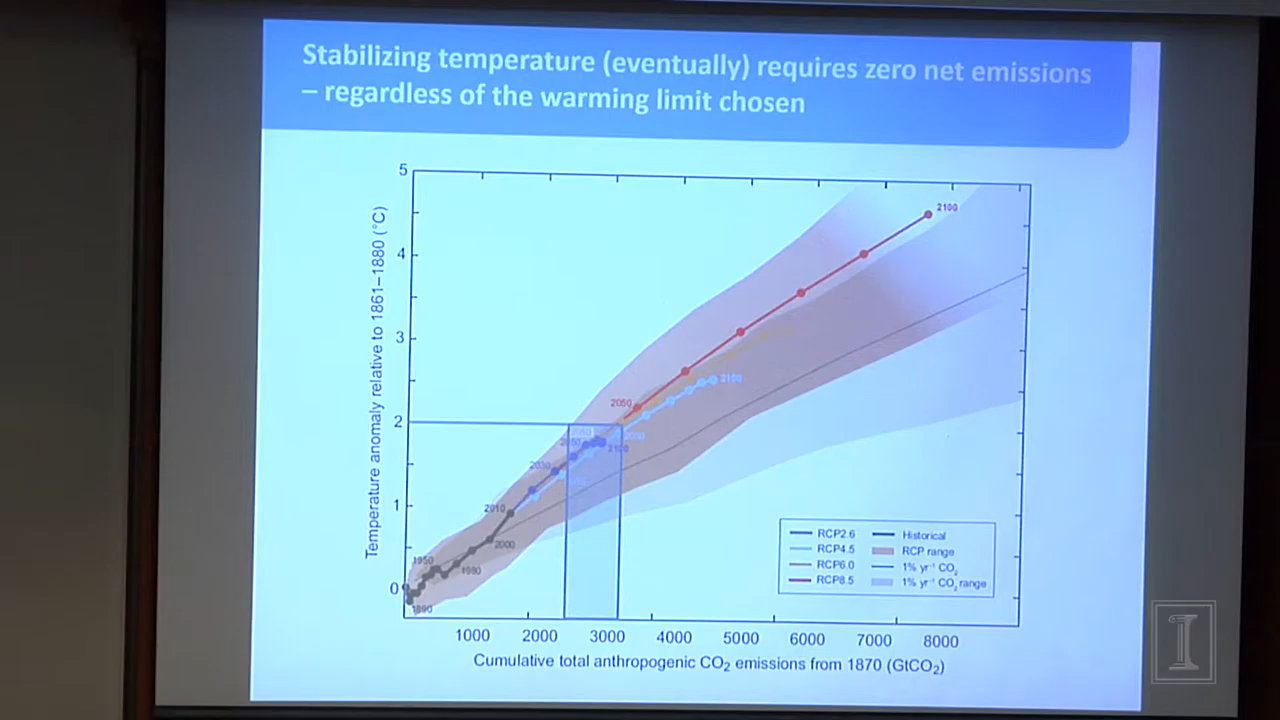 Stabilizing temperature (eventually) requires zero net emissions
– regardless of the warming limit chosen
5
4
3
2
1
0
Temperature anomaly relative to 1861–1880 (°C)
2100
2100
2050
2100
2030
2010
2000
1980
1950
1890
RCP2.6
RCP4.5
RCP6.0
RCP8.5
Historical
RCP range
1% yr⁻¹ CO₂
1% yr⁻¹ CO₂ range
1000 2000 3000 4000 5000 6000 7000 8000
Cumulative total anthropogenic CO₂ emissions from 1870 (GtCO₂)
I